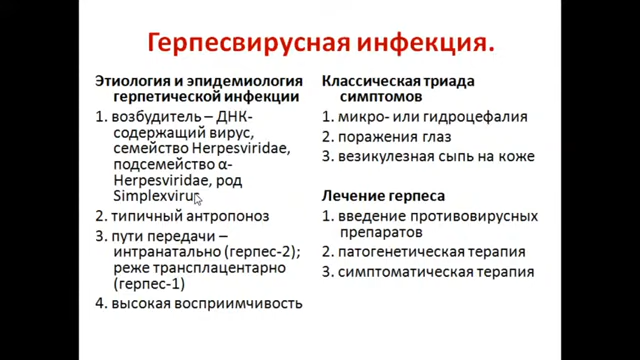 Герпесвирусная инфекция.
Этиология и эпидемиология
герпетической инфекции
1. возбудитель – ДНК-
содержащий вирус,
семейство Herpesviridae,
подсемейство α-
Herpesviridae, род
Simplexvirus
2. типичный антропоноз
3. пути передачи –
интранатально (герпес-2);
реже трансплацентарно
(герпес-1)
4. высокая восприимчивость
Классическая триада
симптомов
1. микро- или гидроцефалия
2. поражения глаз
3. везикулезная сыпь на коже
Лечение герпеса
1. введение противовирусных
препаратов
2. патогенетическая терапия
3. симптоматическая терапия